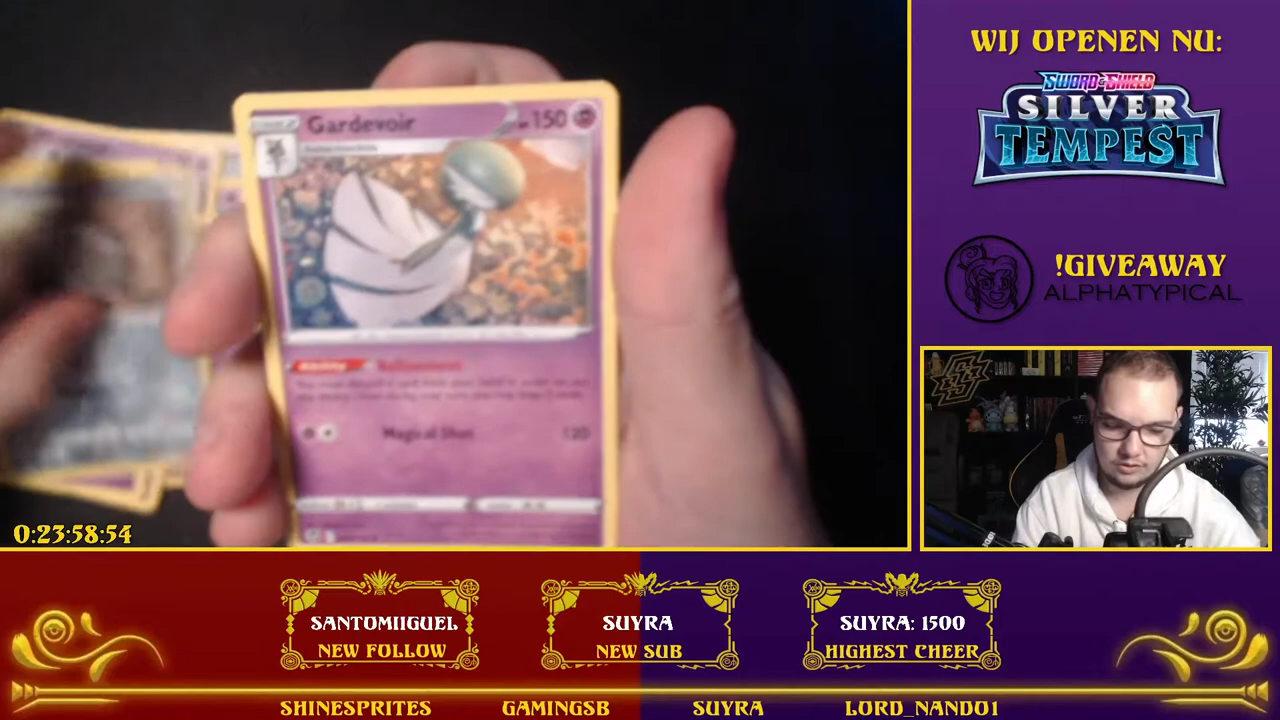 WIJ OPENEN NU:
SWORD & SHIELD
SILVER
TEMPEST
!GIVEAWAY
ALPHATYPICAL
Gardevoir
150
Ability
Magical Shot 120
0:23:58:54
SANTOMIIGUEL
NEW FOLLOW
SUYRA
NEW SUB
SUYRA: 1500
HIGHEST CHEER
SHINESPRITES GAMINGSB SUYRA LORD_NANDO1